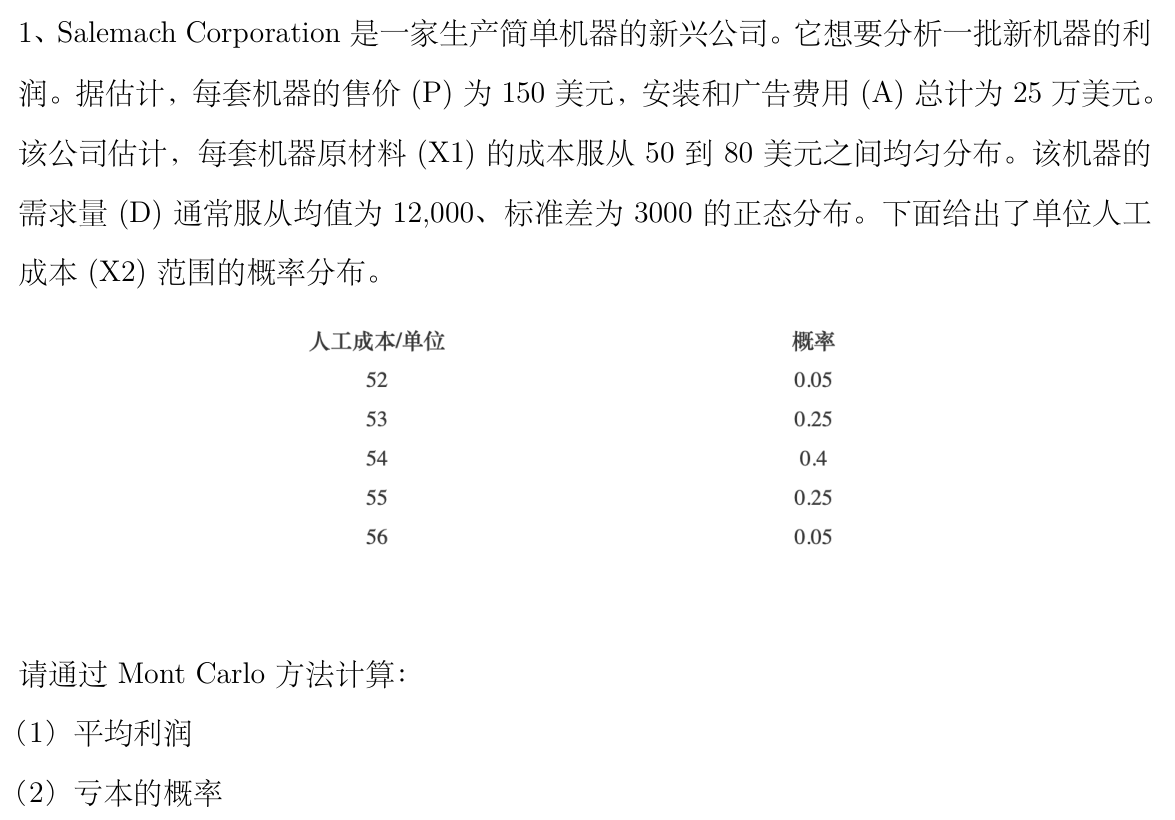 1、Salemach Corporation 是一家生产简单机器的新兴公司。它想要分析一批新机器的利
润。据估计，每套机器的售价 (P) 为 150 美元，安装和广告费用 (A) 总计为 25 万美元。
该公司估计，每套机器原材料 (X1) 的成本服从 50 到 80 美元之间均匀分布。该机器的
需求量 (D) 通常服从均值为 12,000、标准差为 3000 的正态分布。下面给出了单位人工
成本 (X2) 范围的概率分布。
人工成本/单位 概率
52 0.05
53 0.25
54 0.4
55 0.25
56 0.05
请通过 Mont Carlo 方法计算：
（1）平均利润
（2）亏本的概率